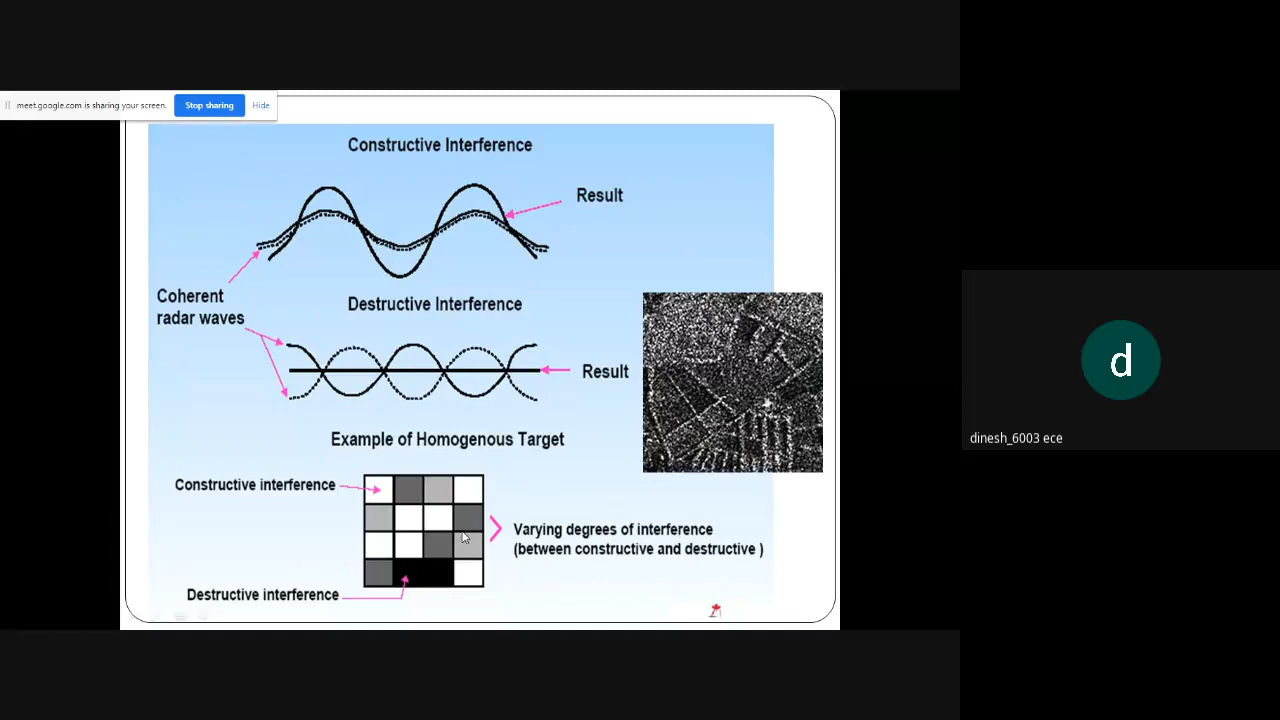 meet.google.com is sharing your screen.
Stop sharing
Hide
Constructive Interference
Result
Coherent
radar waves
Destructive Interference
Result
Example of Homogenous Target
Constructive interference
Varying degrees of interference
(between constructive and destructive )
Destructive interference
d
dinesh_6003 ece